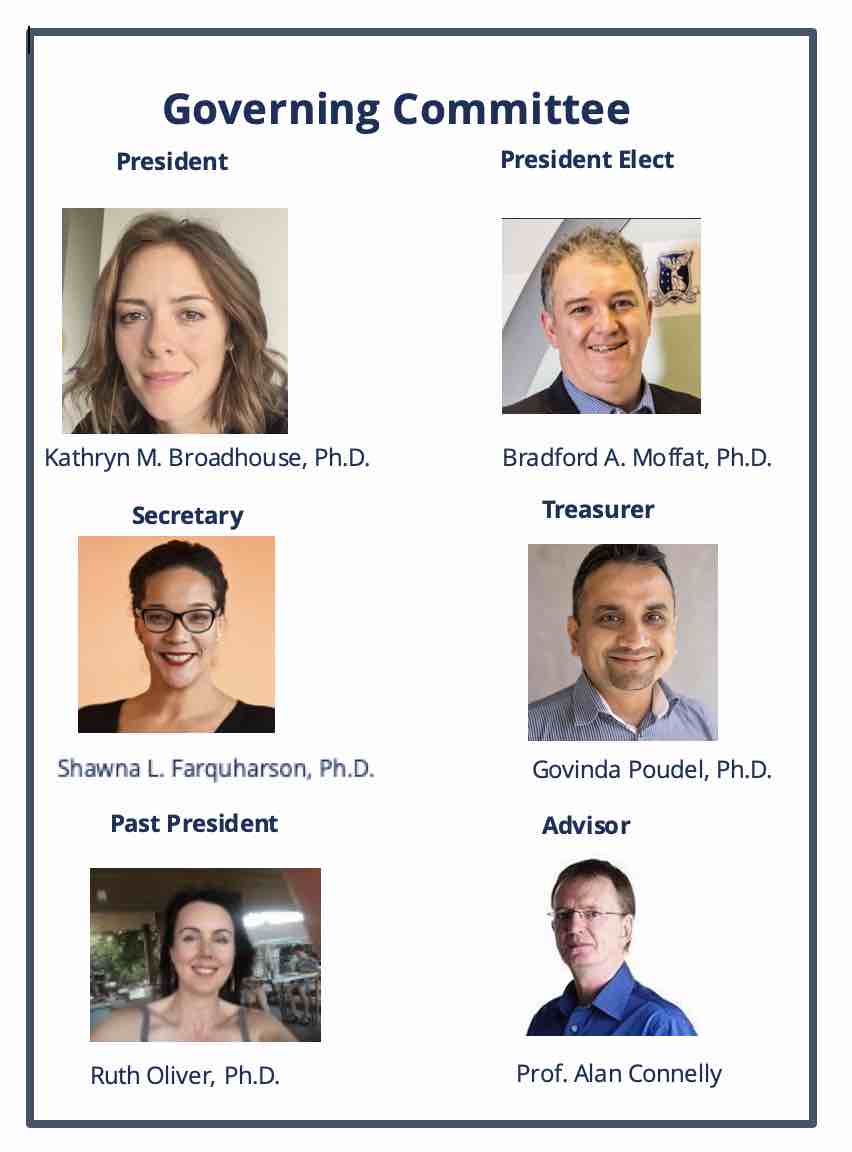 Governing Committee
President
President Elect
Kathryn M. Broadhouse, Ph.D.
Bradford A. Moffat, Ph.D.
Secretary
Treasurer
Shawna L. Farquharson, Ph.D.
Govinda Poudel, Ph.D.
Past President
Advisor
Ruth Oliver, Ph.D.
Prof. Alan Connelly